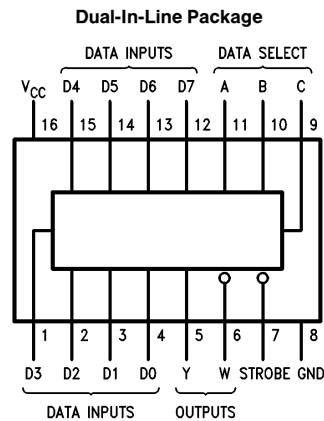 Dual-In-Line Package
DATA INPUTS DATA SELECT
VCC D4 D5 D6 D7 A B C
16 15 14 13 12 11 10 9
1 2 3 4 5 6 7 8
D3 D2 D1 D0 Y W STROBE GND
DATA INPUTS OUTPUTS